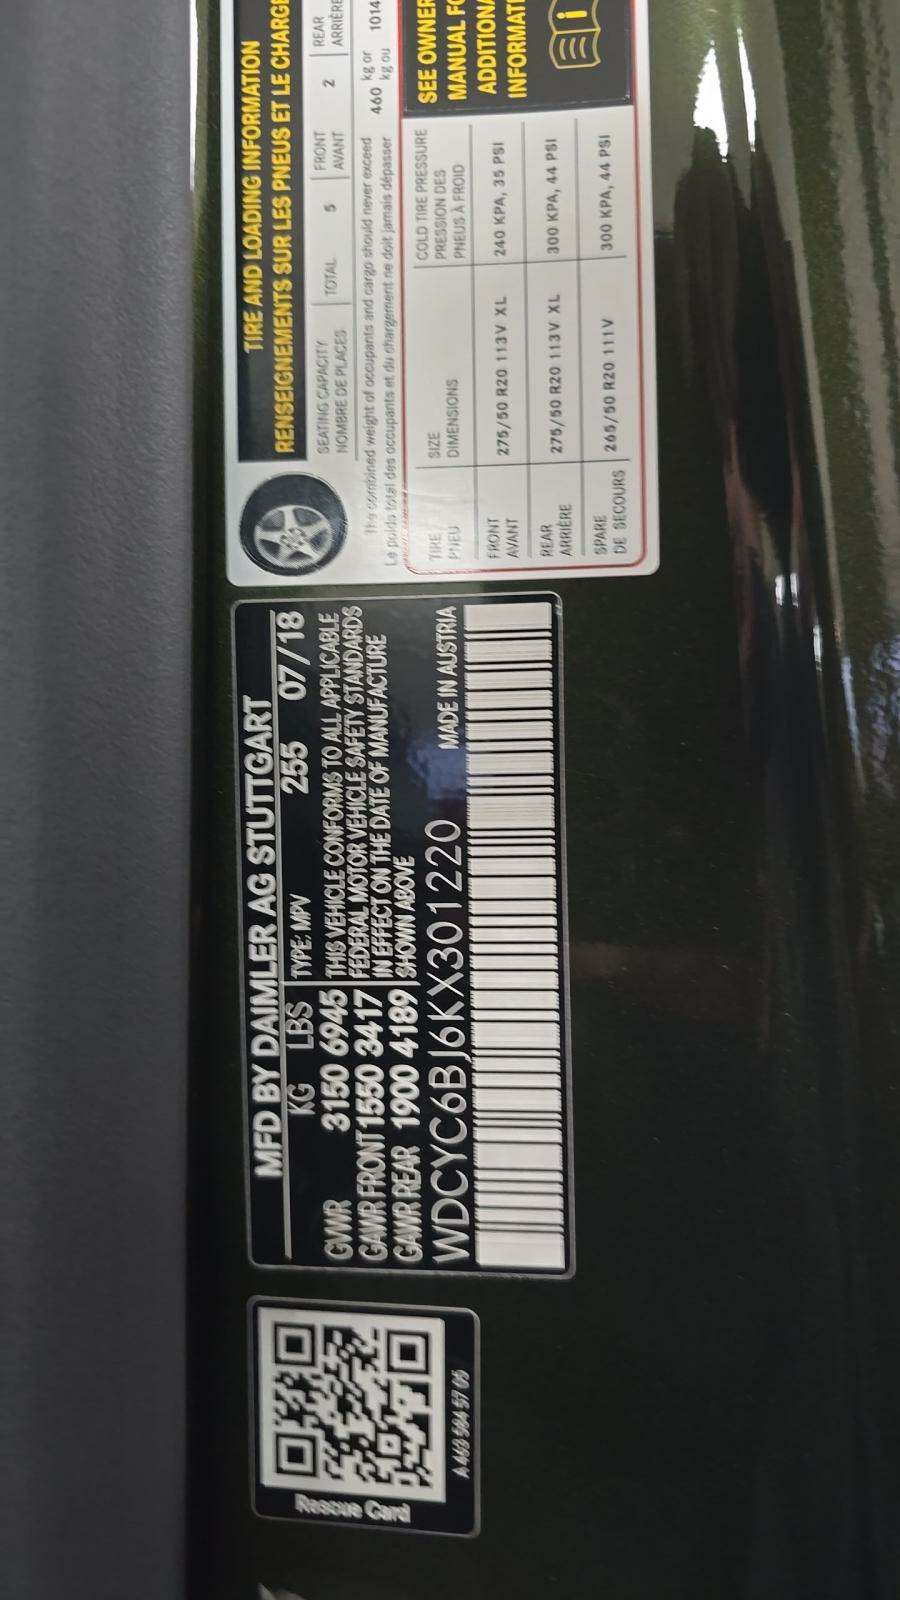 Rescue Card
A 463 584 57 05
MFD BY DAIMLER AG STUTTGART
KG LBS TYPE: MPV 255 07/18
GVWR 3150 6945 THIS VEHICLE CONFORMS TO ALL APPLICABLE
GAWR FRONT 1550 3417 FEDERAL MOTOR VEHICLE SAFETY STANDARDS
GAWR REAR 1900 4189 IN EFFECT ON THE DATE OF MANUFACTURE
SHOWN ABOVE
WDCYC6BJ6KX301220 MADE IN AUSTRIA
TIRE AND LOADING INFORMATION
RENSEIGNEMENTS SUR LES PNEUS ET LE CHARGE
SEATING CAPACITY TOTAL 5 FRONT 2 REAR
NOMBRE DE PLACES AVANT ARRIÈRE
The combined weight of occupants and cargo should never exceed 460 kg or 1014
Le poids total des occupants et du chargement ne doit jamais dépasser kg ou
TIRE SIZE COLD TIRE PRESSURE
PNEU DIMENSIONS PRESSION DES
PNEUS À FROID
FRONT 275/50 R20 113V XL 240 KPA, 35 PSI
AVANT
REAR 275/50 R20 113V XL 300 KPA, 44 PSI
ARRIÈRE
SPARE 265/50 R20 111V 300 KPA, 44 PSI
DE SECOURS
SEE OWNER
MANUAL FO
ADDITIONA
INFORMATI